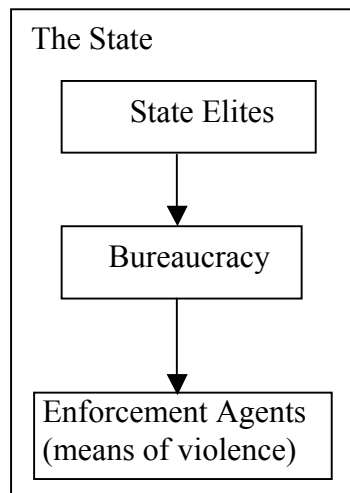 The State
State Elites
Bureaucracy
Enforcement Agents
(means of violence)